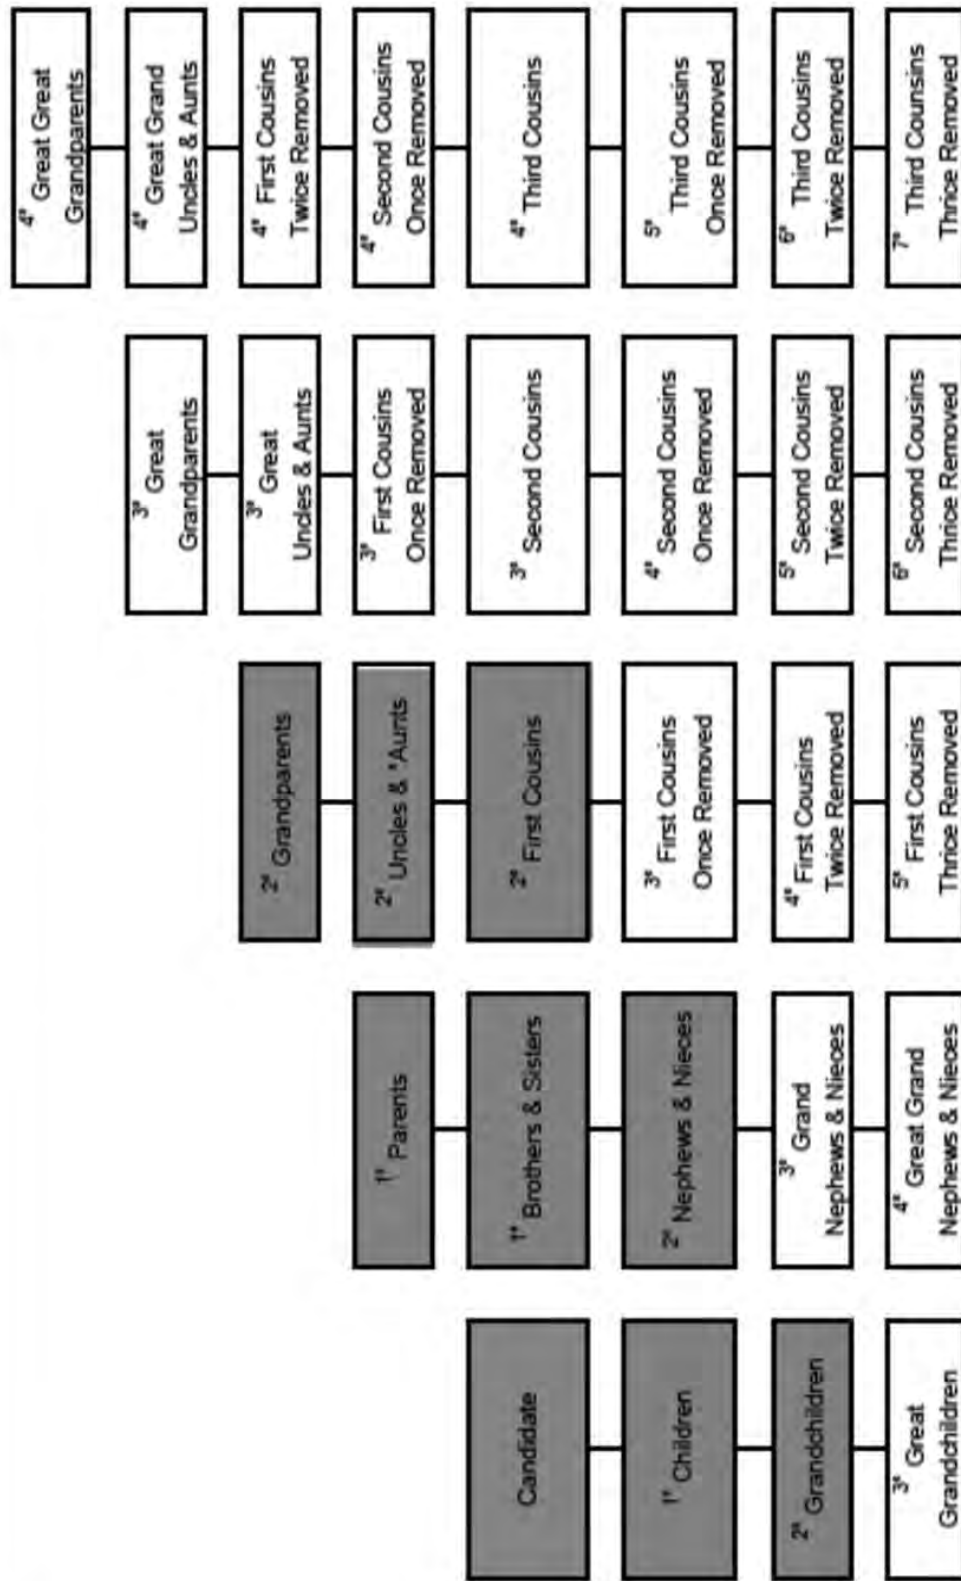 Candidate
1° Children
2° Grandchildren
3° Great
Grandchildren
1° Parents
1° Brothers & Sisters
2° Nephews & Nieces
3° Grand
Nephews & Nieces
4° Great Grand
Nephews & Nieces
2° Grandparents
2° Uncles & *Aunts
2° First Cousins
3° First Cousins
Once Removed
4° First Cousins
Twice Removed
5° First Cousins
Thrice Removed
3° Great
Grandparents
3° Great
Uncles & Aunts
3° First Cousins
Once Removed
3° Second Cousins
4° Second Cousins
Once Removed
5° Second Cousins
Twice Removed
6° Second Cousins
Thrice Removed
4° Great Great
Grandparents
4° Great Grand
Uncles & Aunts
4° First Cousins
Twice Removed
4° Second Cousins
Once Removed
4° Third Cousins
5° Third Cousins
Once Removed
6° Third Cousins
Twice Removed
7° Third Counsins
Thrice Removed